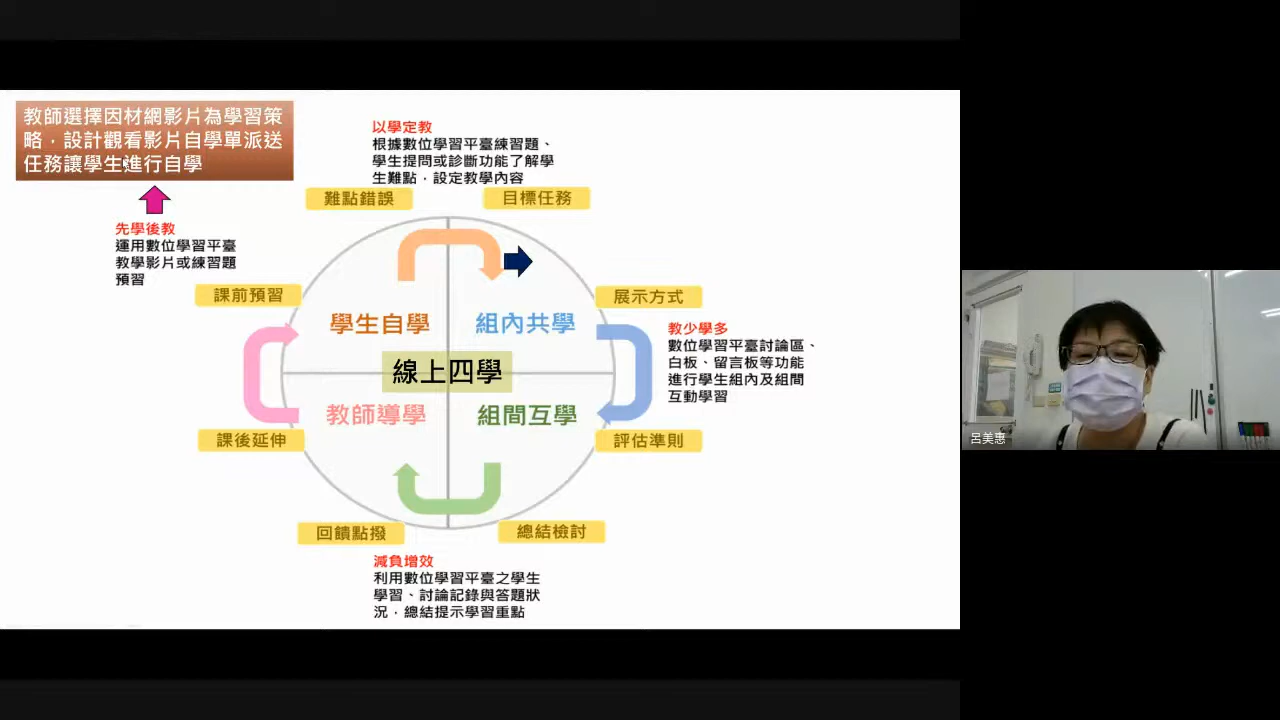 教師選擇因材網影片為學習策
略，設計觀看影片自學單派送
任務讓學生進行自學
先學後教
運用數位學習平臺
教學影片或練習題
預習
以學定教
根據數位學習平臺練習題、
學生提問或診斷功能了解學
生難點，設定教學內容
難點錯誤
目標任務
課前預習
展示方式
學生自學
組內共學
教少學多
數位學習平臺討論區、
白板、留言板等功能
進行學生組內及組間
互動學習
線上四學
教師導學
組間互學
課後延伸
評估準則
回饋點撥
總結檢討
減負增效
利用數位學習平臺之學生
學習、討論記錄與答題狀
況，總結提示學習重點
呂美惠